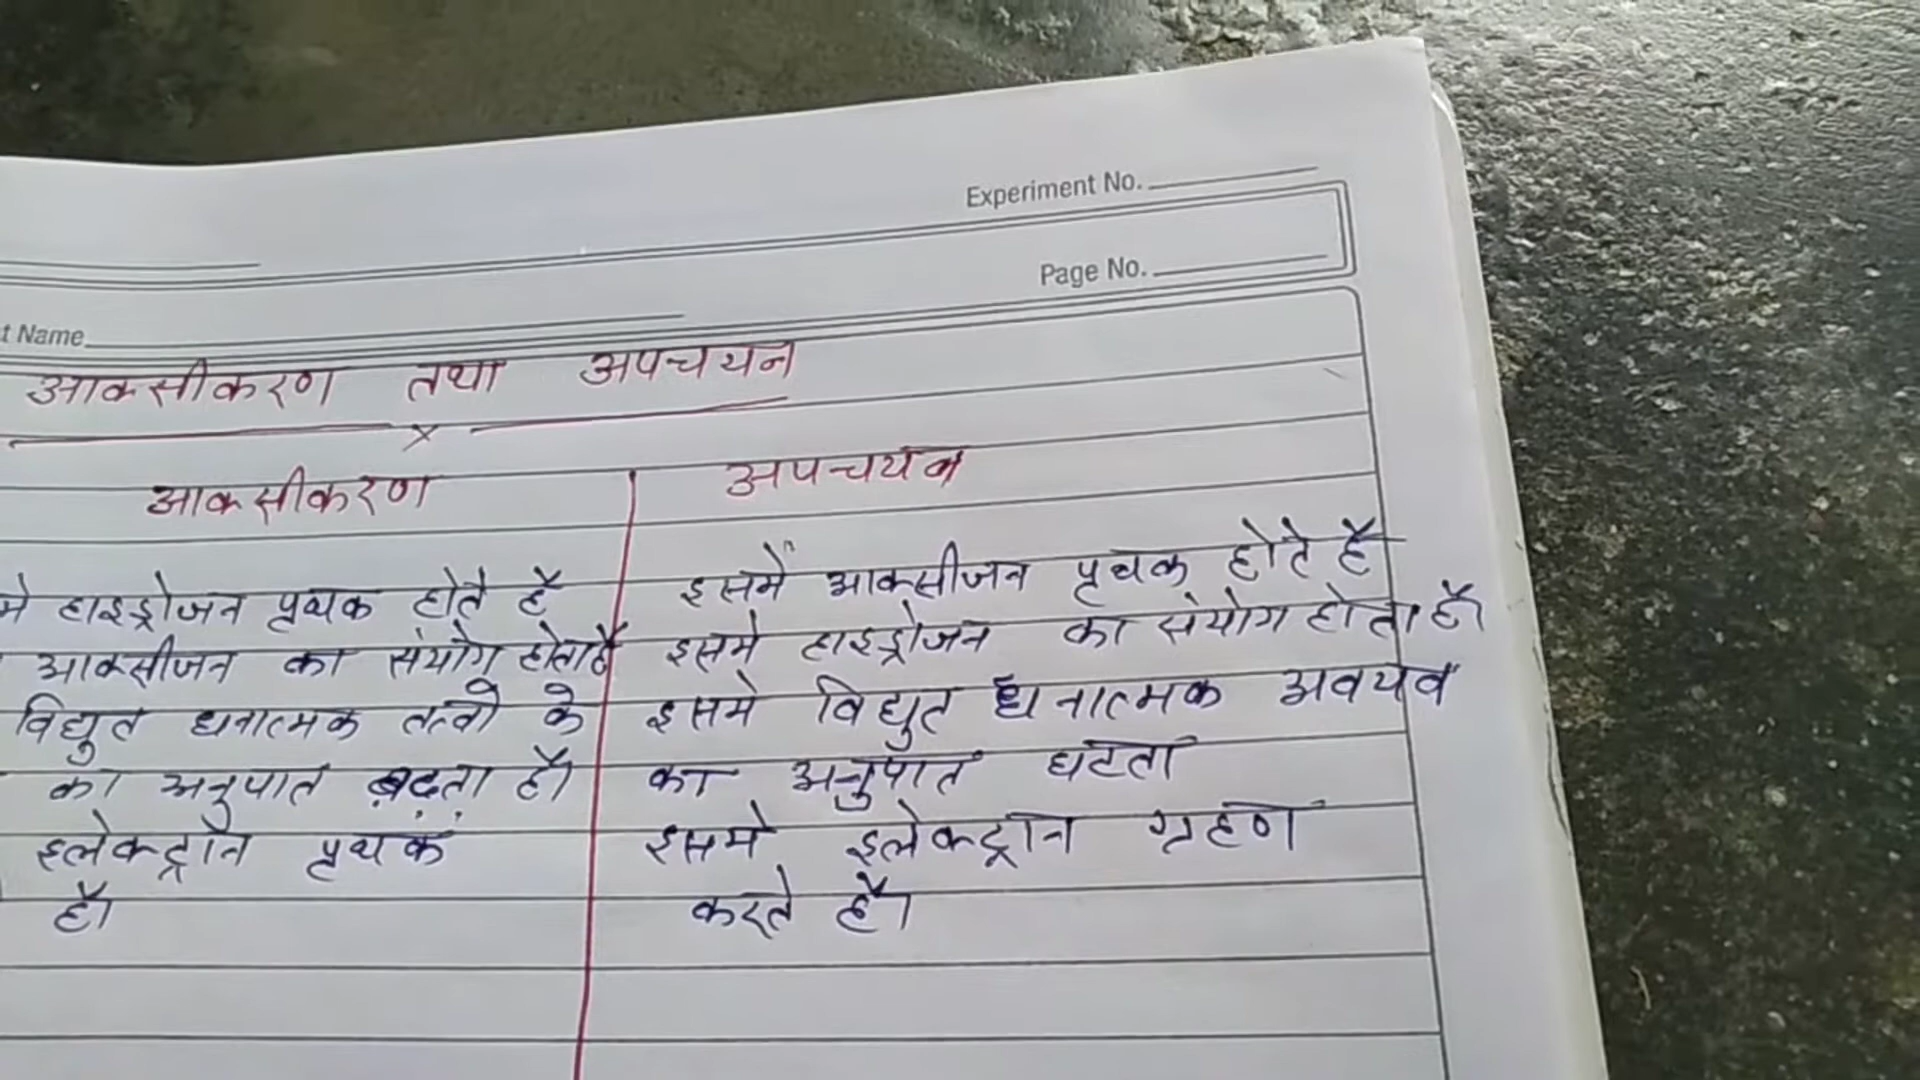 Experiment No.
Page No.
t Name
आक्सीकरण तथा अपचयन
x
आक्सीकरण
अपचयन
मे हाइड्रोजन पृथक होते है
आक्सीजन का संयोग होता है
विद्युत धनात्मक तत्वो के
का अनुपात बढ़ता है।
इलेक्ट्रान पृथक
है।
इसमें आक्सीजन पृथक होते है
इसमे हाइड्रोजन का संयोग होता है।
इसमे विद्युत धनात्मक अवयव
का अनुपात घटता
इसमे इलेक्ट्रान ग्रहण
करते है।